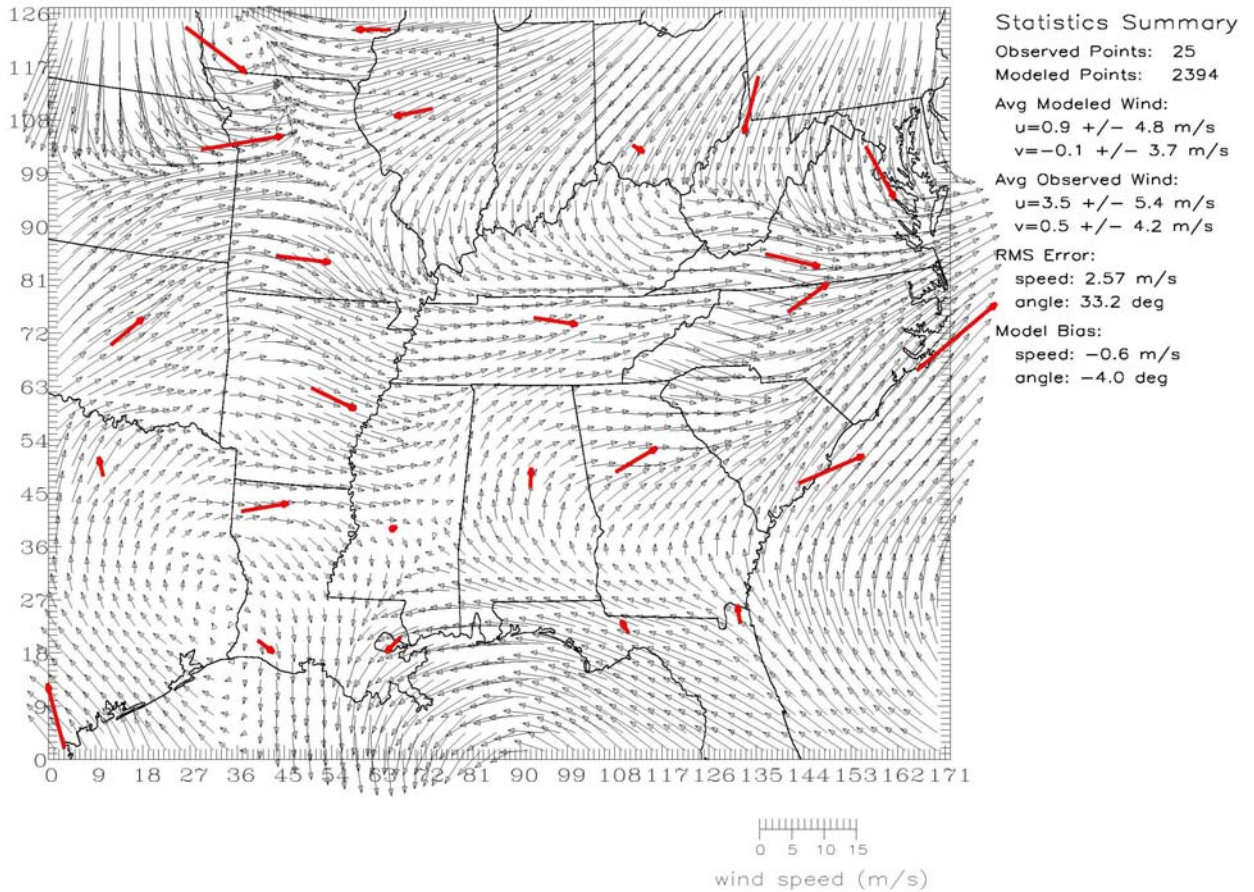 126
117
108
99
90
81
72
63
54
45
36
27
18
9
0
0 9 18 27 36 45 54 63 72 81 90 99 108 117 126 135 144 153 162 171
Statistics Summary
Observed Points: 25
Modeled Points: 2394
Avg Modeled Wind:
u=0.9 +/- 4.8 m/s
v=-0.1 +/- 3.7 m/s
Avg Observed Wind:
u=3.5 +/- 5.4 m/s
v=0.5 +/- 4.2 m/s
RMS Error:
speed: 2.57 m/s
angle: 33.2 deg
Model Bias:
speed: -0.6 m/s
angle: -4.0 deg
0 5 10 15
wind speed (m/s)